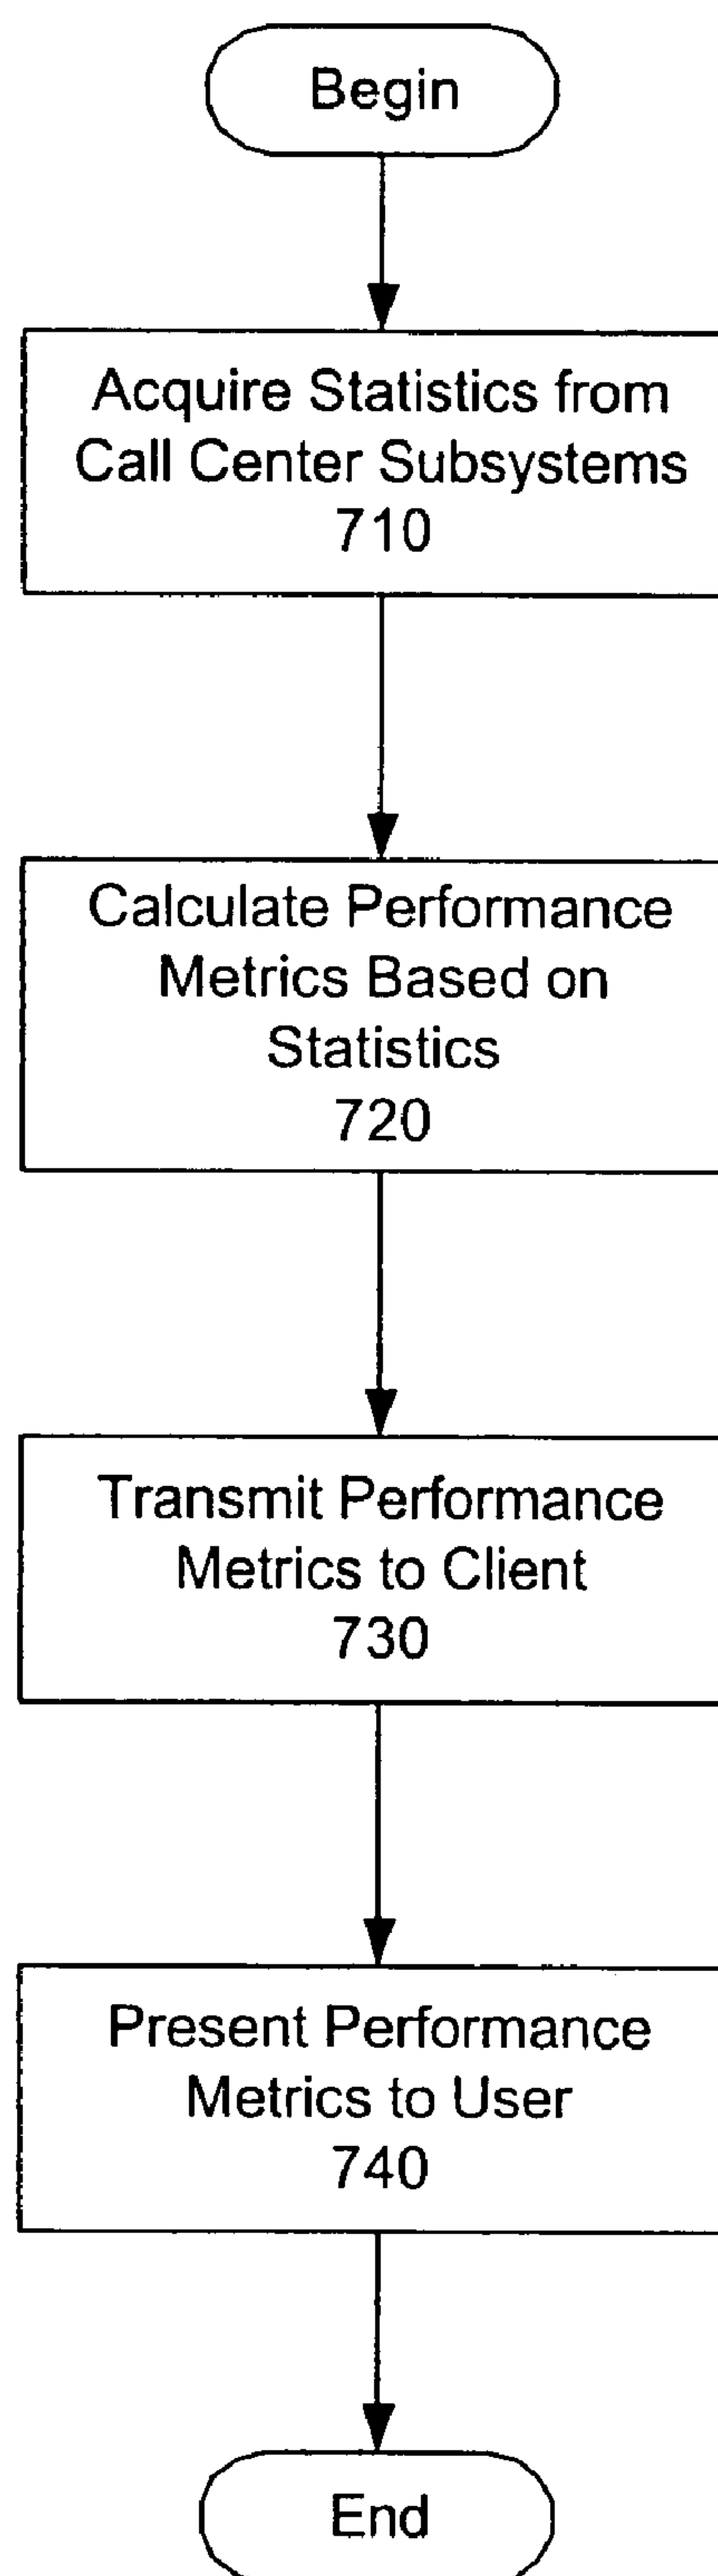 Begin
Acquire Statistics from
Call Center Subsystems
710
Calculate Performance
Metrics Based on
Statistics
720
Transmit Performance
Metrics to Client
730
Present Performance
Metrics to User
740
End